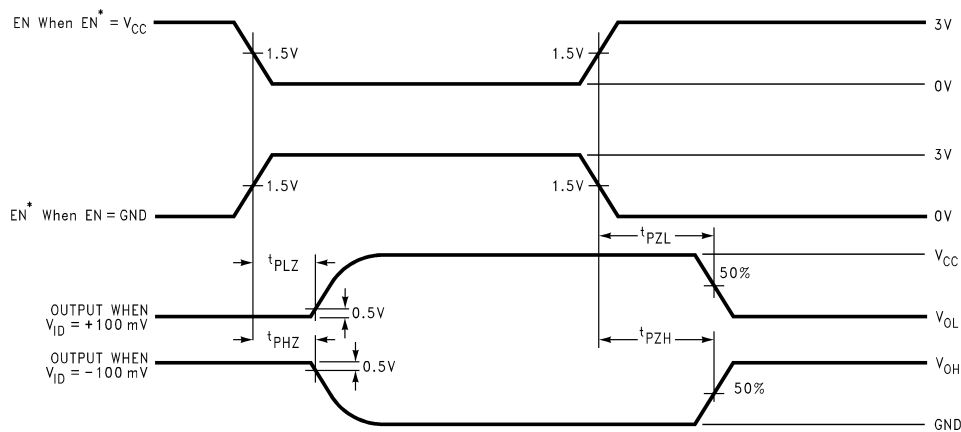 EN When EN* = VCC
1.5V
1.5V
3V
0V
3V
1.5V
1.5V
EN* When EN = GND
0V
tPZL
tPLZ
VCC
50%
OUTPUT WHEN
VID = +100 mV
0.5V
VOL
tPHZ
tPZH
OUTPUT WHEN
VID = −100 mV
0.5V
VOH
50%
GND